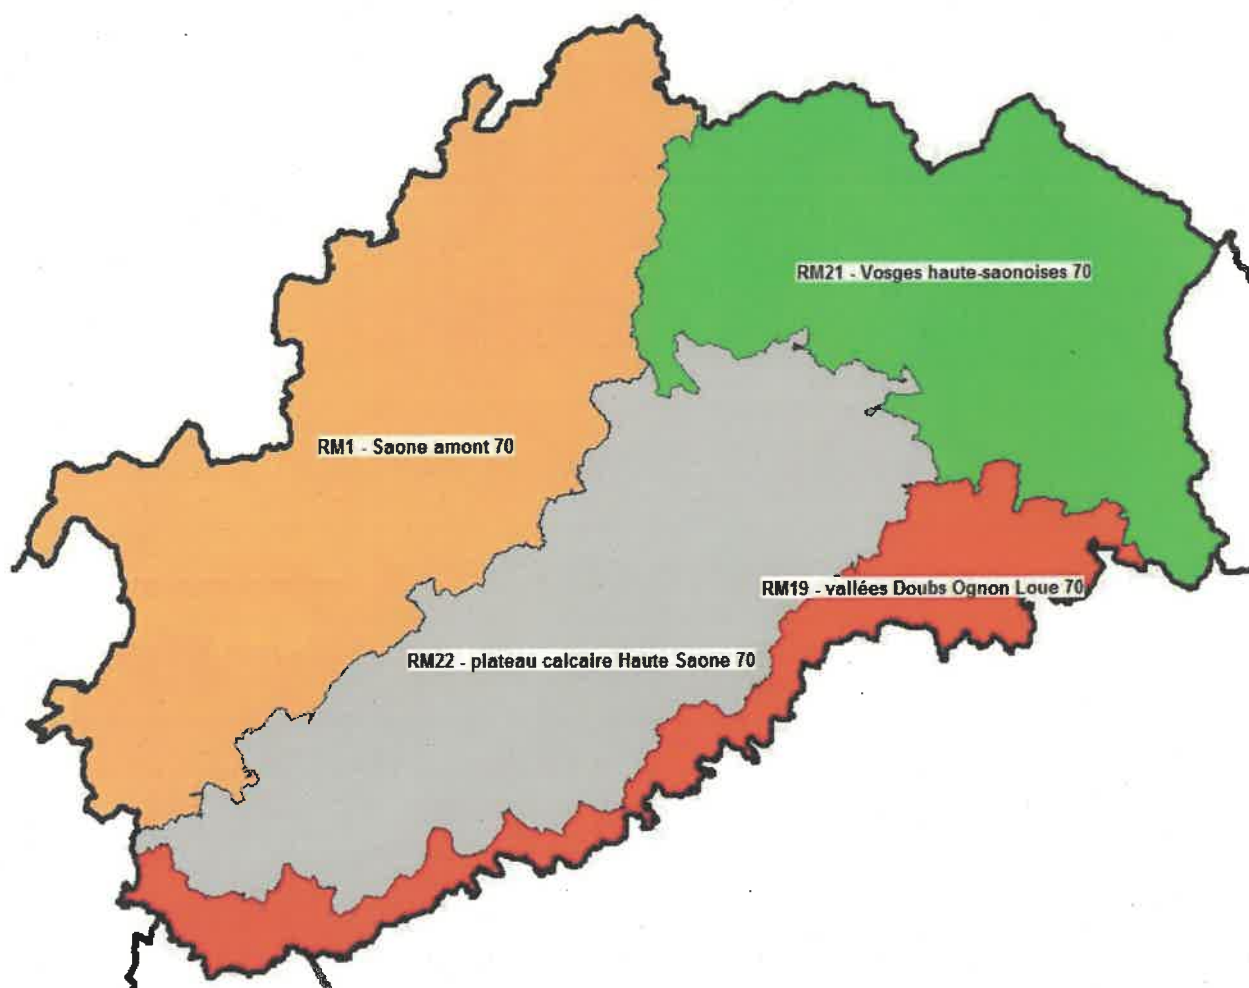 RM21 - Vosges haute-saonoises 70
RM1 - Saone amont 70
RM19 - vallées Doubs Ognon Loue 70
RM22 - plateau calcaire Haute Saone 70